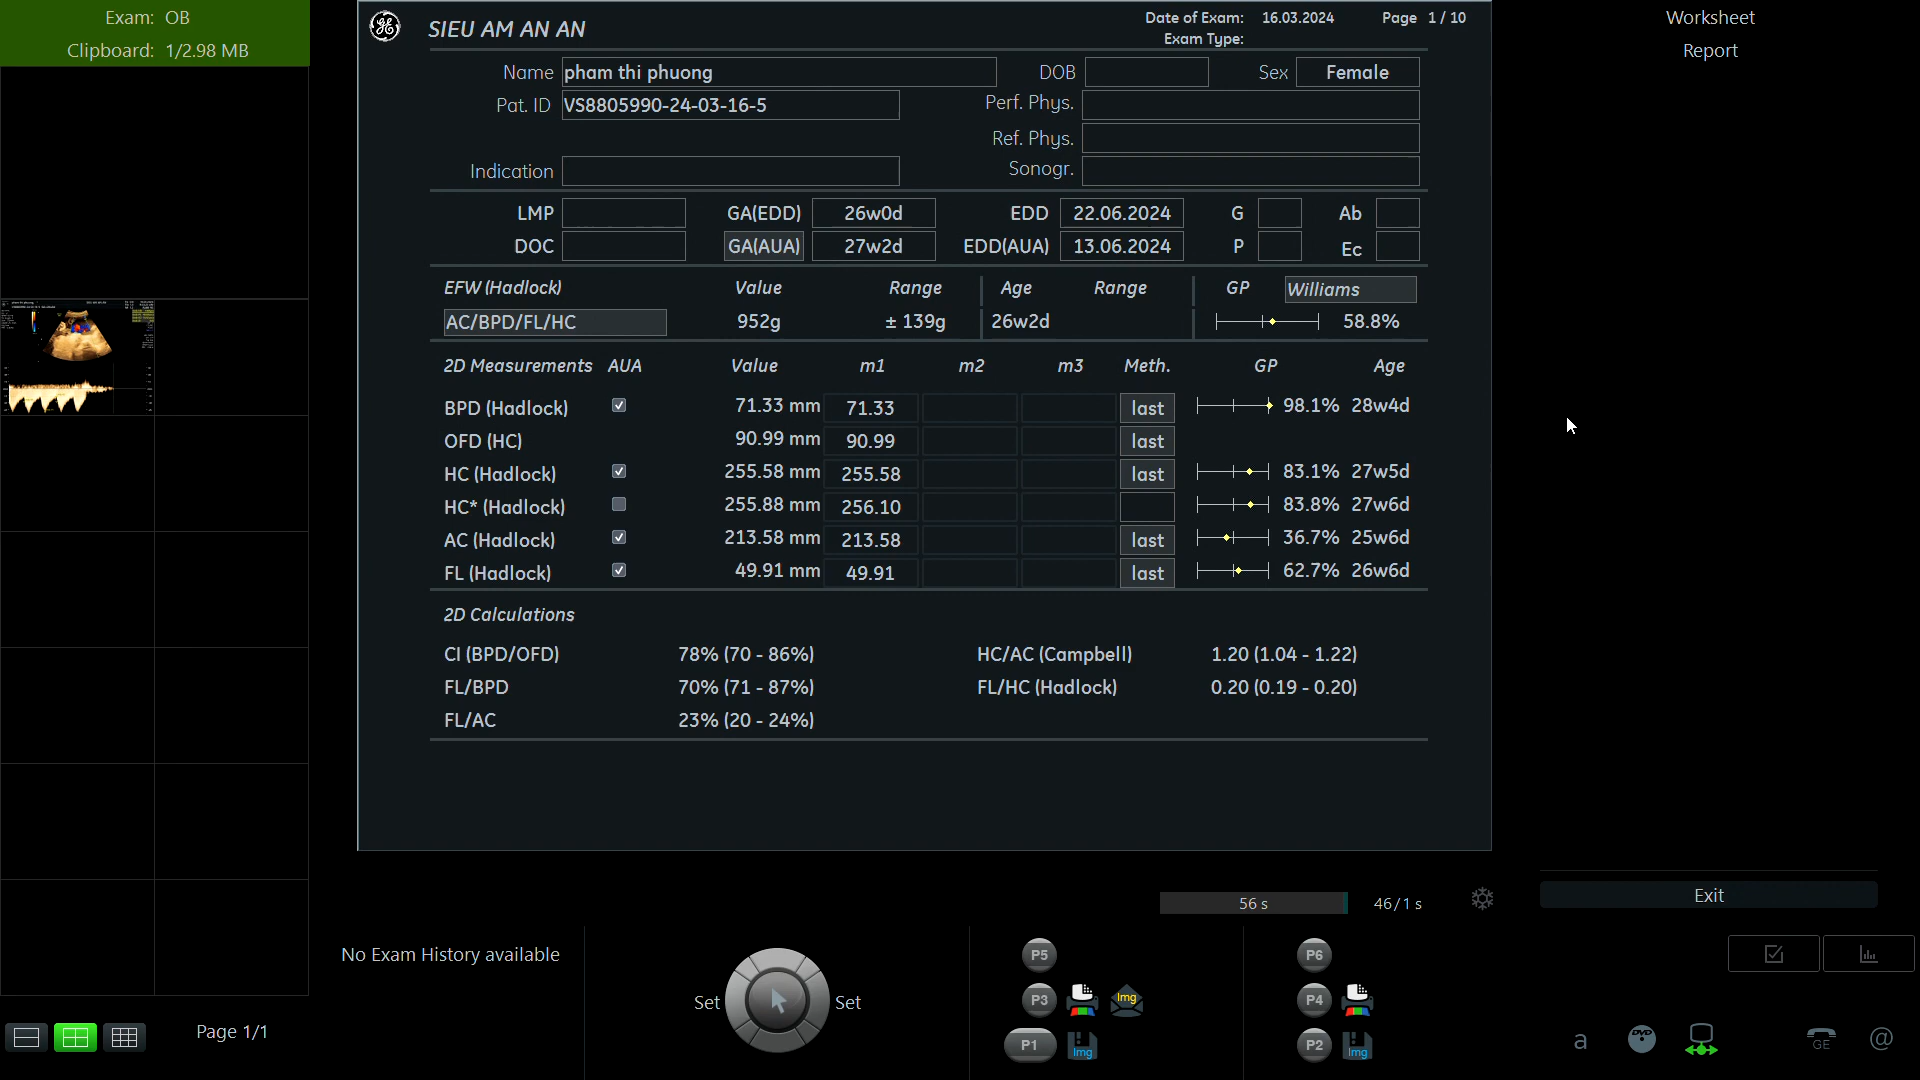 Exam: OB
Clipboard: 1/2.98 MB
SIEU AM AN AN
Date of Exam: 16.03.2024 Page 1 / 10
Exam Type:
Name pham thi phuong DOB Sex Female
Pat. ID VS8805990-24-03-16-5 Perf. Phys.
Ref. Phys.
Indication Sonogr.
LMP GA(EDD) 26w0d EDD 22.06.2024 G Ab
DOC GA(AUA) 27w2d EDD(AUA) 13.06.2024 P Ec
EFW (Hadlock) Value Range Age Range GP Williams
AC/BPD/FL/HC 952g ± 139g 26w2d 58.8%
2D Measurements AUA Value m1 m2 m3 Meth. GP Age
BPD (Hadlock) 71.33 mm 71.33 last 98.1% 28w4d
OFD (HC) 90.99 mm 90.99 last
HC (Hadlock) 255.58 mm 255.58 last 83.1% 27w5d
HC* (Hadlock) 255.88 mm 256.10 83.8% 27w6d
AC (Hadlock) 213.58 mm 213.58 last 36.7% 25w6d
FL (Hadlock) 49.91 mm 49.91 last 62.7% 26w6d
2D Calculations
CI (BPD/OFD) 78% (70 - 86%) HC/AC (Campbell) 1.20 (1.04 - 1.22)
FL/BPD 70% (71 - 87%) FL/HC (Hadlock) 0.20 (0.19 - 0.20)
FL/AC 23% (20 - 24%)
Worksheet
Report
56 s 46/1 s
Exit
No Exam History available
Set Set
P5
P3 Img
P1 Img
P6
P4
P2 Img
Page 1/1
a DVD GE @